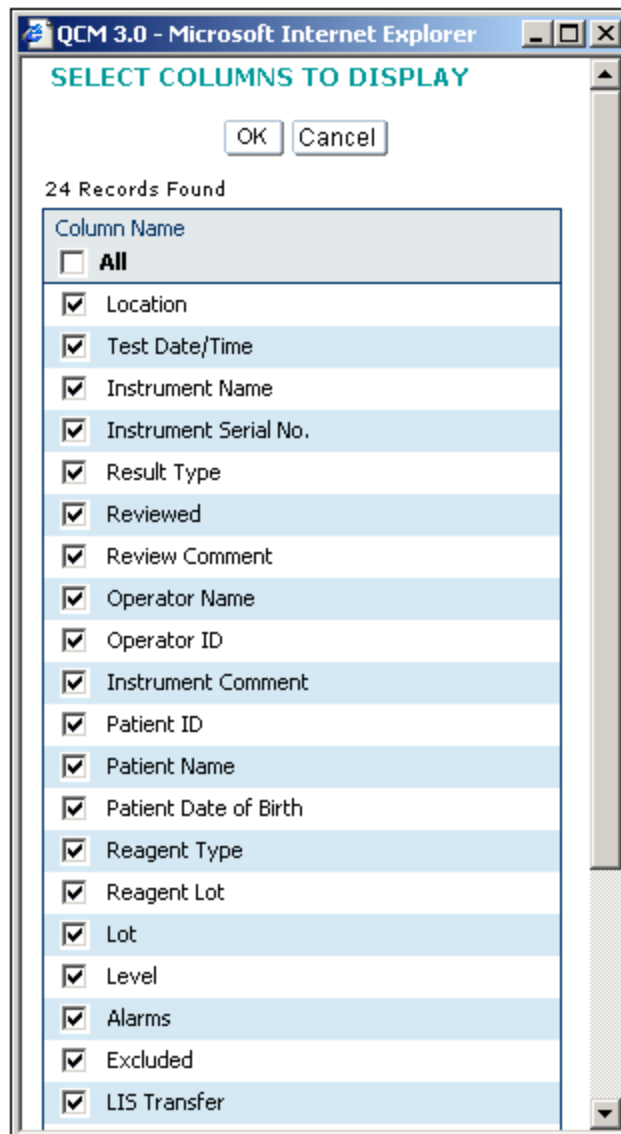 QCM 3.0 - Microsoft Internet Explorer
SELECT COLUMNS TO DISPLAY
OK Cancel
24 Records Found
Column Name
All
Location
Test Date/Time
Instrument Name
Instrument Serial No.
Result Type
Reviewed
Review Comment
Operator Name
Operator ID
Instrument Comment
Patient ID
Patient Name
Patient Date of Birth
Reagent Type
Reagent Lot
Lot
Level
Alarms
Excluded
LIS Transfer